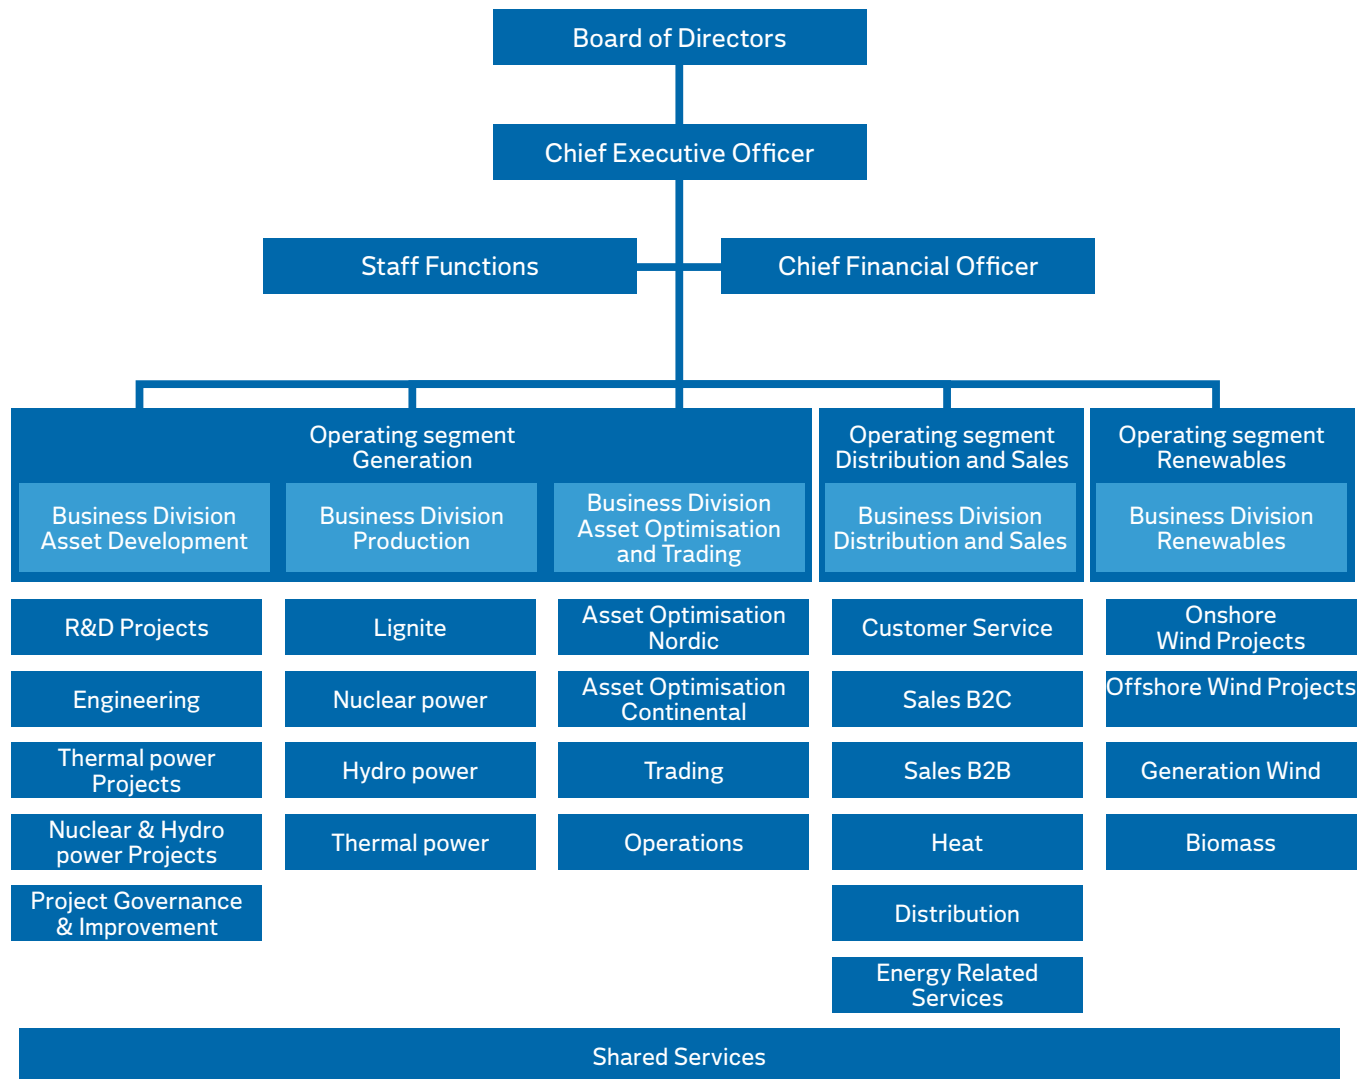 Board of Directors
Chief Executive Officer
Staff Functions
Chief Financial Officer
Operating segment
Generation
Business Division
Asset Development
Business Division
Production
Business Division
Asset Optimisation
and Trading
Operating segment
Distribution and Sales
Business Division
Distribution and Sales
Operating segment
Renewables
Business Division
Renewables
R&D Projects
Engineering
Thermal power
Projects
Nuclear & Hydro
power Projects
Project Governance
& Improvement
Lignite
Nuclear power
Hydro power
Thermal power
Asset Optimisation
Nordic
Asset Optimisation
Continental
Trading
Operations
Customer Service
Sales B2C
Sales B2B
Heat
Distribution
Energy Related
Services
Onshore
Wind Projects
Offshore Wind Projects
Generation Wind
Biomass
Shared Services